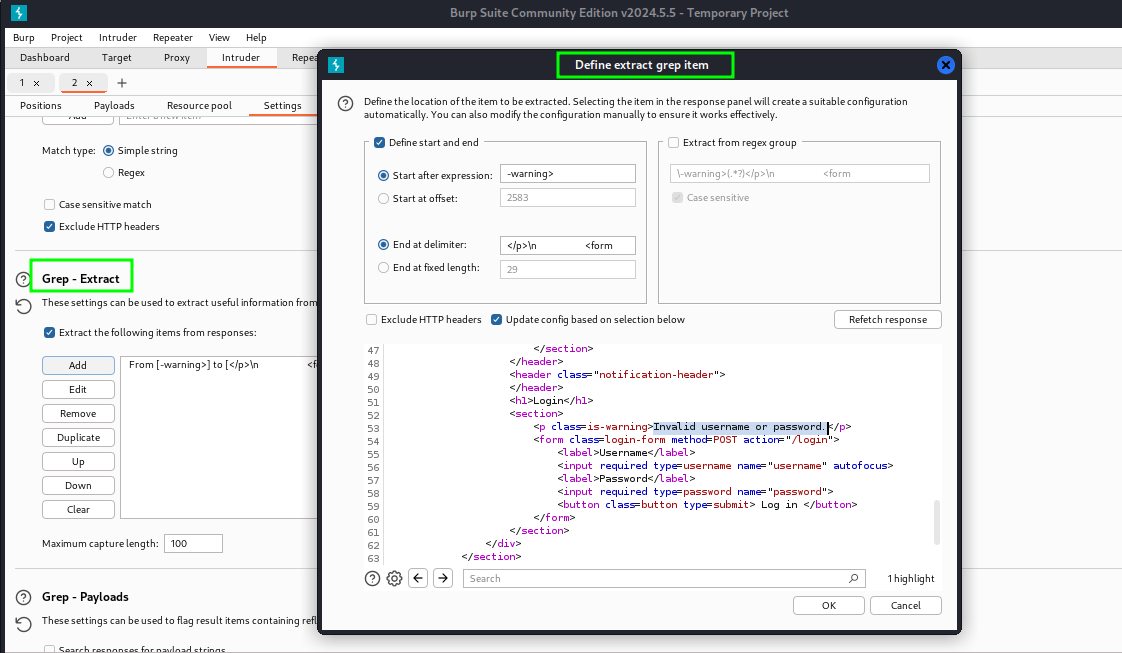 Burp Suite Community Edition v2024.5.5 - Temporary Project
Burp Project Intruder Repeater View Help
Dashboard Target Proxy Intruder Repea
1 × 2 × +
Positions Payloads Resource pool Settings
Add Enter a new item
Match type: Simple string
Regex
Case sensitive match
Exclude HTTP headers
Grep - Extract
These settings can be used to extract useful information from
Extract the following items from responses:
Add
Edit
Remove
Duplicate
Up
Down
Clear
From [-warning>] to [</p>\n <f
Maximum capture length: 100
Grep - Payloads
These settings can be used to flag result items containing refl
Search responses for payload strings
Define extract grep item
Define the location of the item to be extracted. Selecting the item in the response panel will create a suitable configuration
automatically. You can also modify the configuration manually to ensure it works effectively.
Define start and end
Start after expression: -warning>
Start at offset: 2583
End at delimiter: </p>\n <form
End at fixed length: 29
Extract from regex group
\-warning>(.*?)</p>\n <form
Case sensitive
Exclude HTTP headers Update config based on selection below Refetch response
47 </section>
48 </header>
49 <header class="notification-header">
50 </header>
51 <h1>Login</h1>
52 <section>
53 <p class=is-warning>Invalid username or password.</p>
54 <form class=login-form method=POST action="/login">
55 <label>Username</label>
56 <input required type=username name="username" autofocus>
57 <label>Password</label>
58 <input required type=password name="password">
59 <button class=button type=submit> Log in </button>
60 </form>
61 </section>
62 </div>
63 </section>
Search 1 highlight
OK Cancel